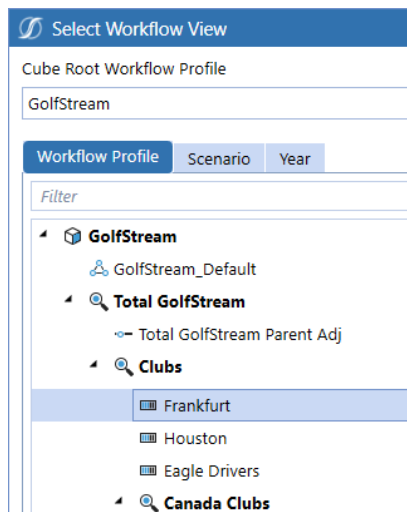 Select Workflow View
Cube Root Workflow Profile
GolfStream
Workflow Profile Scenario Year
Filter
GolfStream
GolfStream_Default
Total GolfStream
Total GolfStream Parent Adj
Clubs
Frankfurt
Houston
Eagle Drivers
Canada Clubs